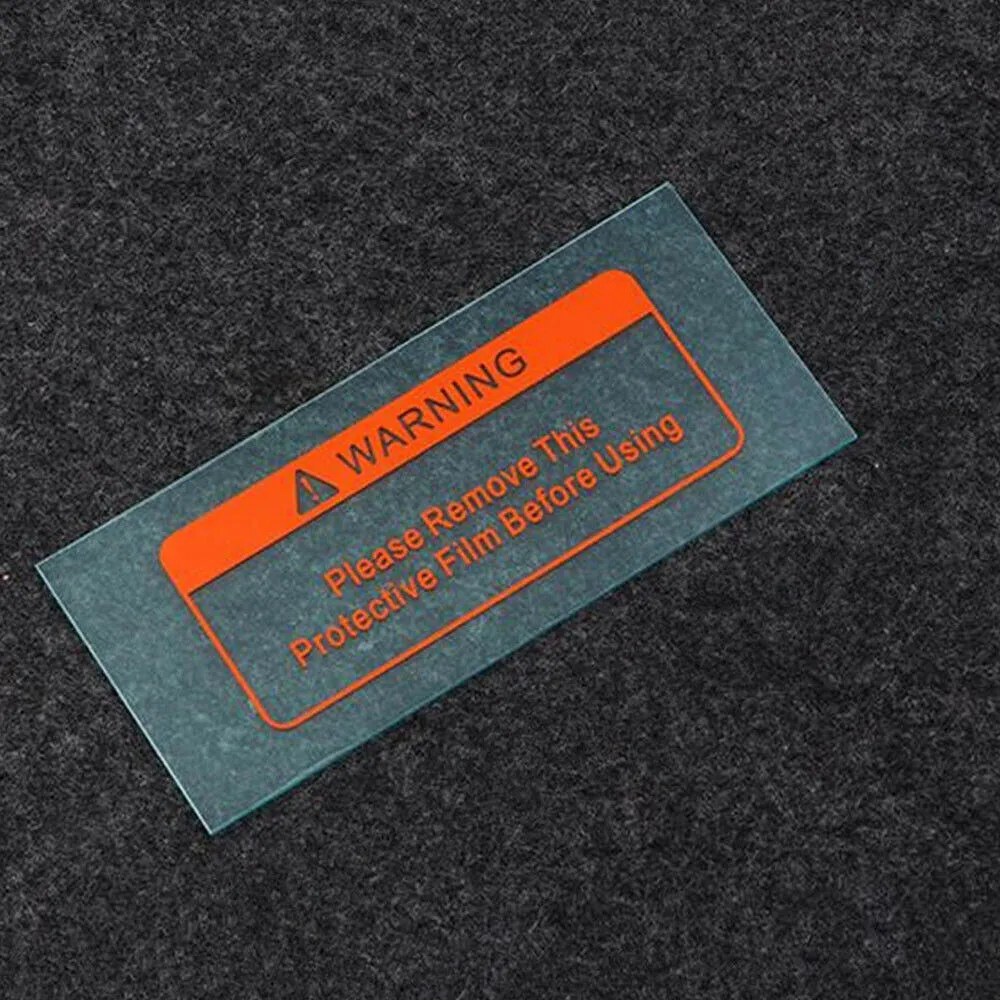 WARNING
Please Remove This
Protective Film Before Using